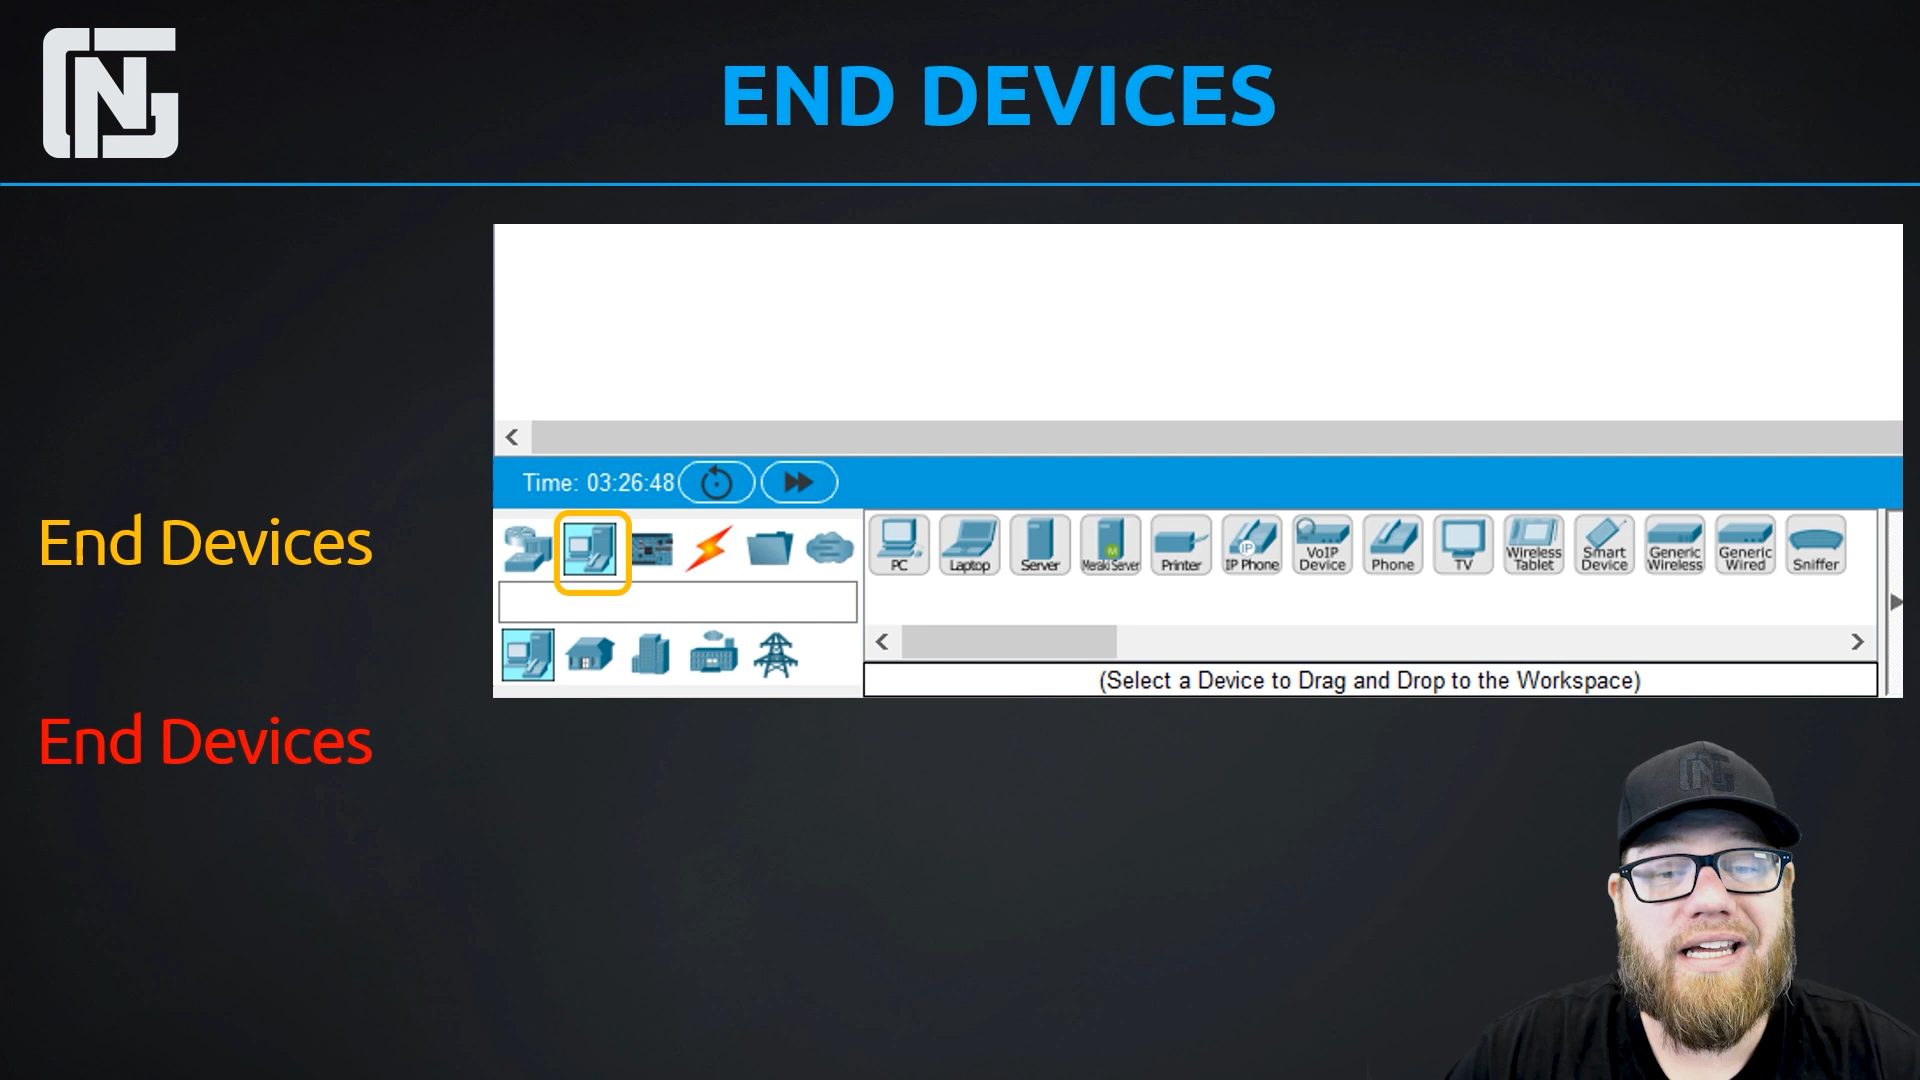 END DEVICES
Time: 03:26:48
End Devices
PC
Laptop
Server
M
Meraki Server
Printer
IP
IP Phone
VoIP
Device
Phone
TV
Wireless
Tablet
Smart
Device
Generic
Wireless
Generic
Wired
Sniffer
(Select a Device to Drag and Drop to the Workspace)
End Devices